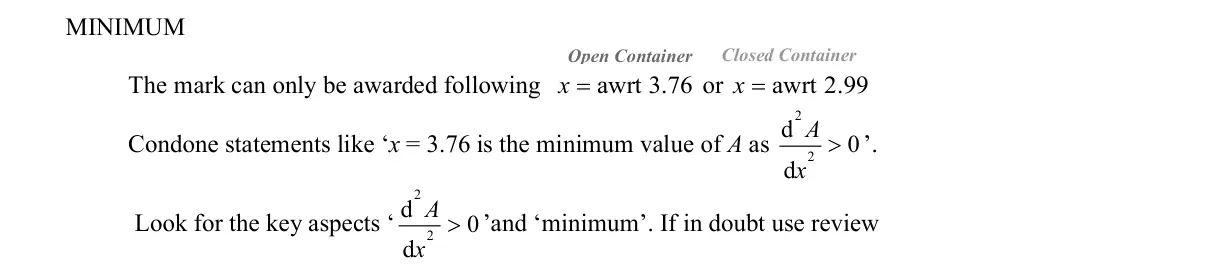 MINIMUM
Open Container Closed Container
The mark can only be awarded following x = awrt 3.76 or x = awrt 2.99
Condone statements like ‘x = 3.76 is the minimum value of A as d²A/dx² > 0’.
Look for the key aspects ‘d²A/dx² > 0’and ‘minimum’. If in doubt use review